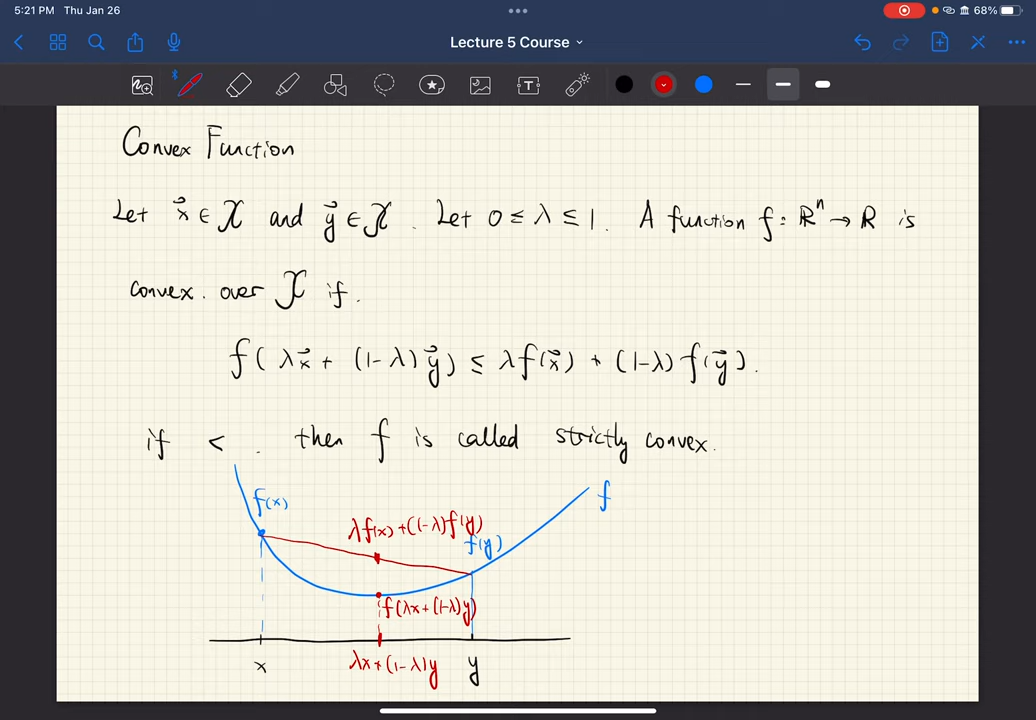 5:21 PM Thu Jan 26
68%
Lecture 5 Course
T
Convex Function
Let x⃗ ∈ 𝒳 and y⃗ ∈ 𝒳. Let 0 ≤ λ ≤ 1. A function f: ℝⁿ → ℝ is
convex. over 𝒳 if.
f(λx⃗ + (1-λ)y⃗) ≤ λf(x⃗) + (1-λ)f(y⃗).
if < . then f is called strictly convex.
f(x)
f
λf(x)+(1-λ)f(y)
f(y)
f(λx+(1-λ)y)
x
λx+(1-λ)y
y